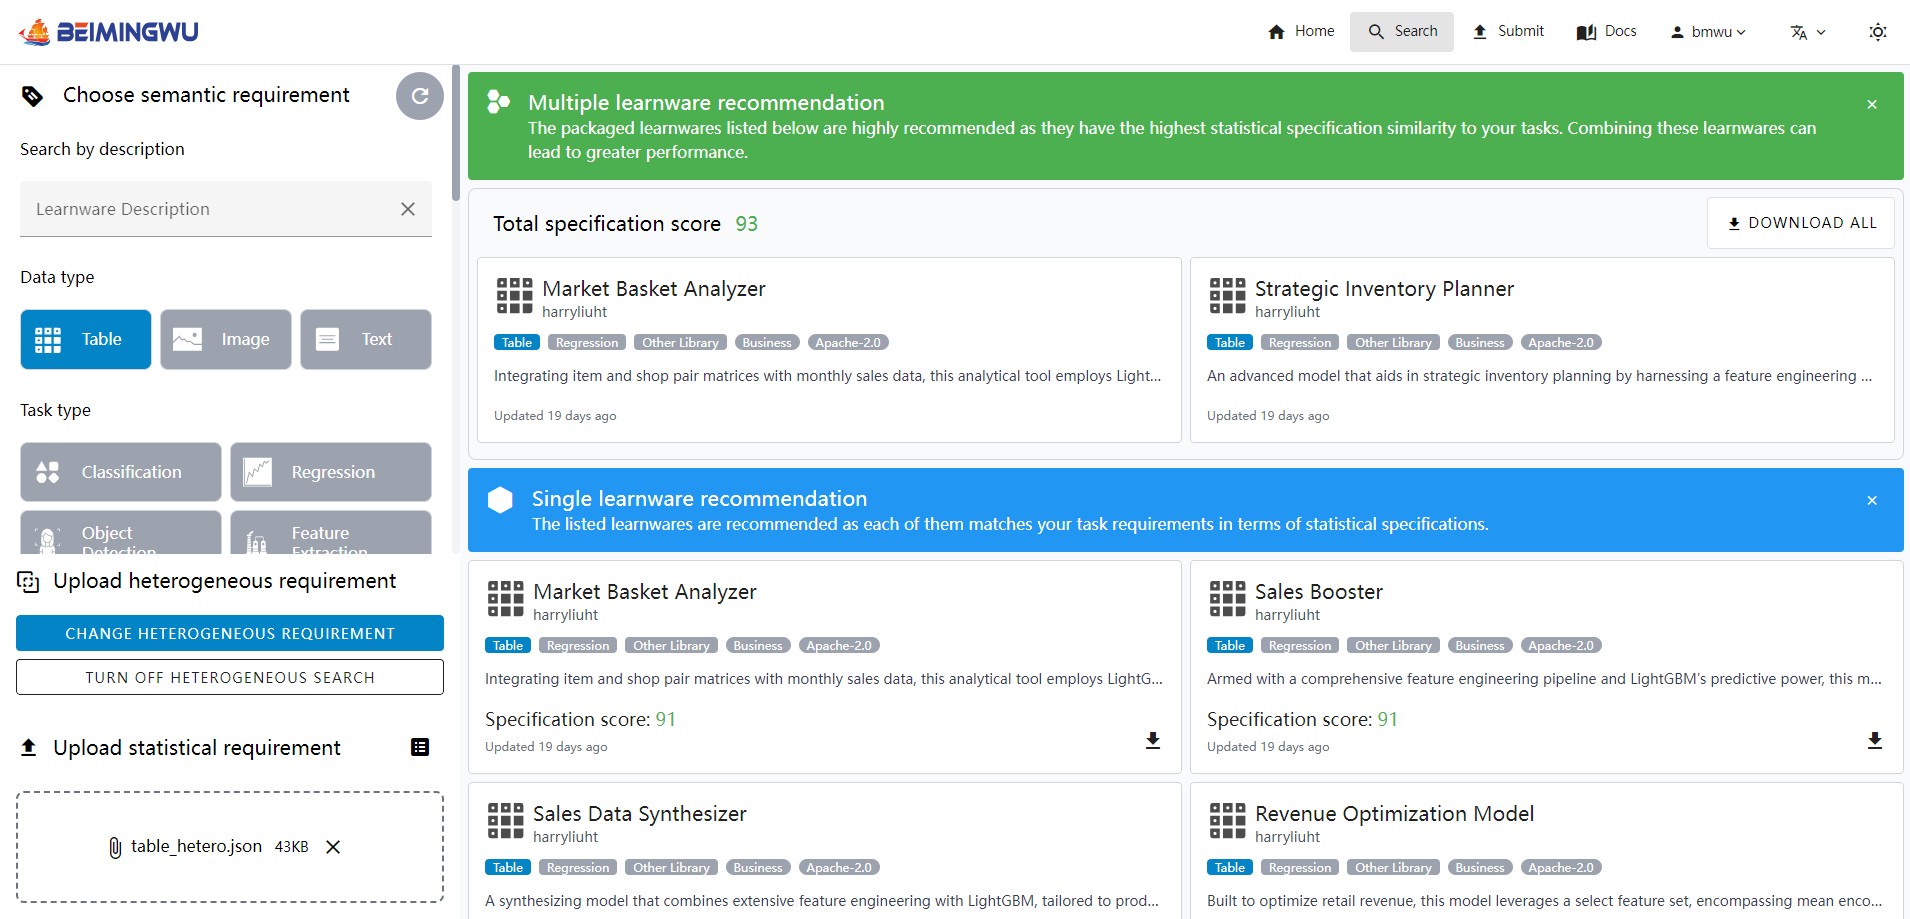 BEIMINGWU
Home
Search
Submit
Docs
bmwu
Choose semantic requirement
Search by description
Learnware Description
Data type
Table
Image
Text
Task type
Classification
Regression
Object
Detection
Feature
Extraction
Upload heterogeneous requirement
CHANGE HETEROGENEOUS REQUIREMENT
TURN OFF HETEROGENEOUS SEARCH
Upload statistical requirement
table_hetero.json 43KB
Multiple learnware recommendation
The packaged learnwares listed below are highly recommended as they have the highest statistical specification similarity to your tasks. Combining these learnwares can
lead to greater performance.
Total specification score 93
DOWNLOAD ALL
Market Basket Analyzer
harryliuht
Table Regression Other Library Business Apache-2.0
Integrating item and shop pair matrices with monthly sales data, this analytical tool employs Light...
Updated 19 days ago
Strategic Inventory Planner
harryliuht
Table Regression Other Library Business Apache-2.0
An advanced model that aids in strategic inventory planning by harnessing a feature engineering ...
Updated 19 days ago
Single learnware recommendation
The listed learnwares are recommended as each of them matches your task requirements in terms of statistical specifications.
Market Basket Analyzer
harryliuht
Table Regression Other Library Business Apache-2.0
Integrating item and shop pair matrices with monthly sales data, this analytical tool employs LightG...
Specification score: 91
Updated 19 days ago
Sales Booster
harryliuht
Table Regression Other Library Business Apache-2.0
Armed with a comprehensive feature engineering pipeline and LightGBM's predictive power, this m...
Specification score: 91
Updated 19 days ago
Sales Data Synthesizer
harryliuht
Table Regression Other Library Business Apache-2.0
A synthesizing model that combines extensive feature engineering with LightGBM, tailored to prod...
Revenue Optimization Model
harryliuht
Table Regression Other Library Business Apache-2.0
Built to optimize retail revenue, this model leverages a select feature set, encompassing mean enco...